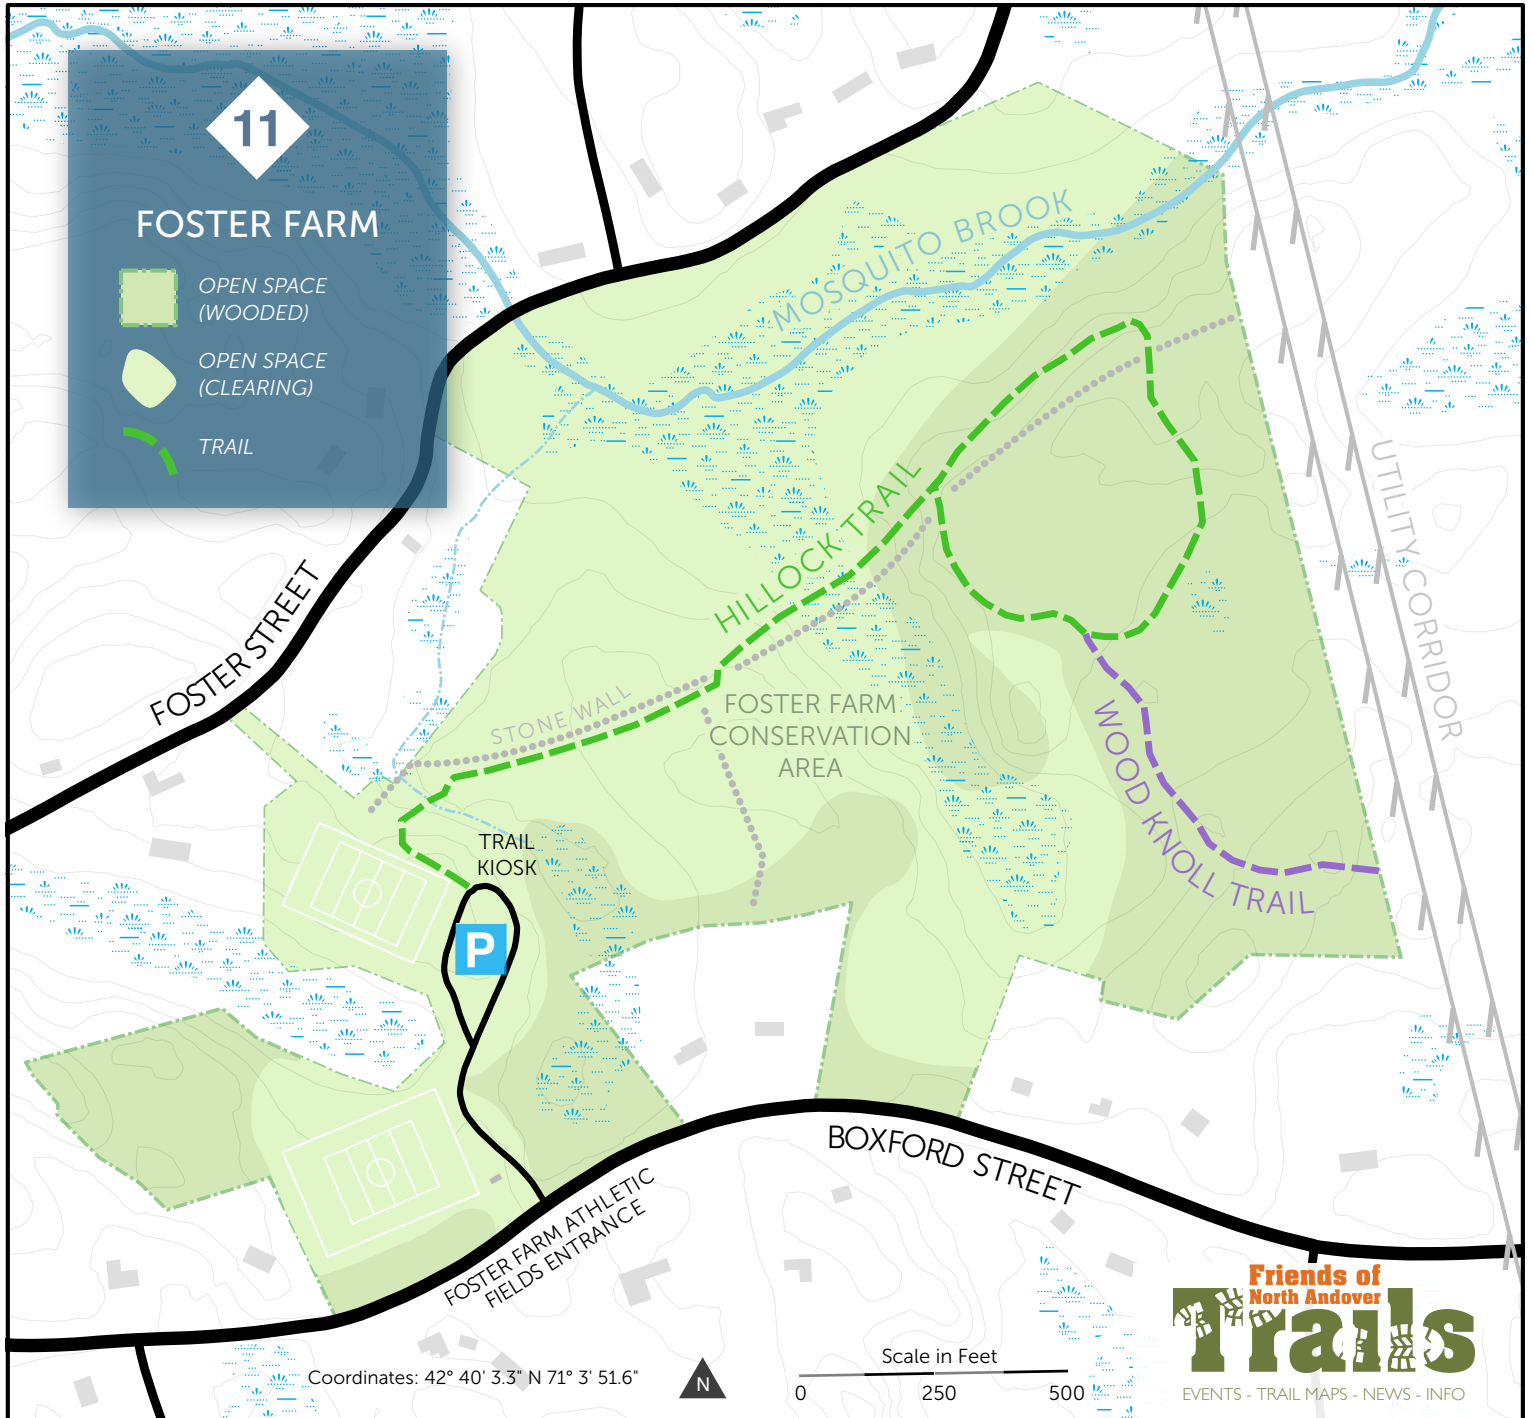 11
FOSTER FARM
OPEN SPACE
(WOODED)
OPEN SPACE
(CLEARING)
TRAIL
MOSQUITO BROOK
UTILITY CORRIDOR
HILLOCK TRAIL
FOSTER STREET
STONE WALL
FOSTER FARM
CONSERVATION
AREA
WOOD KNOLL TRAIL
TRAIL
KIOSK
P
BOXFORD STREET
FOSTER FARM ATHLETIC
FIELDS ENTRANCE
Coordinates: 42° 40' 3.3" N 71° 3' 51.6"
N
Scale in Feet
0 250 500
Friends of
North Andover
Trails
EVENTS - TRAIL MAPS - NEWS - INFO